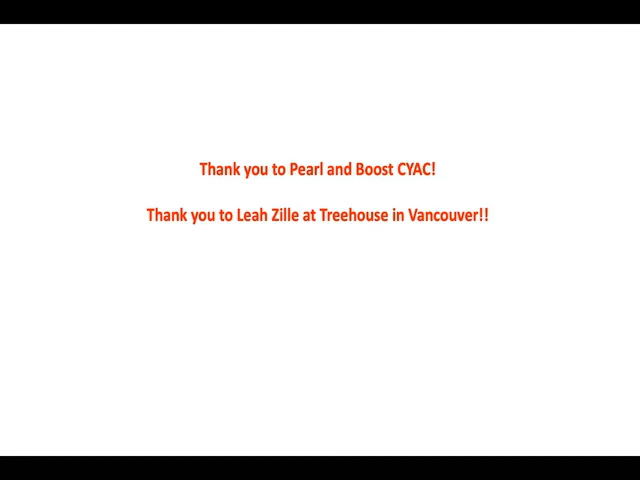 Thank you to Pearl and Boost CYAC!
Thank you to Leah Zille at Treehouse in Vancouver!!